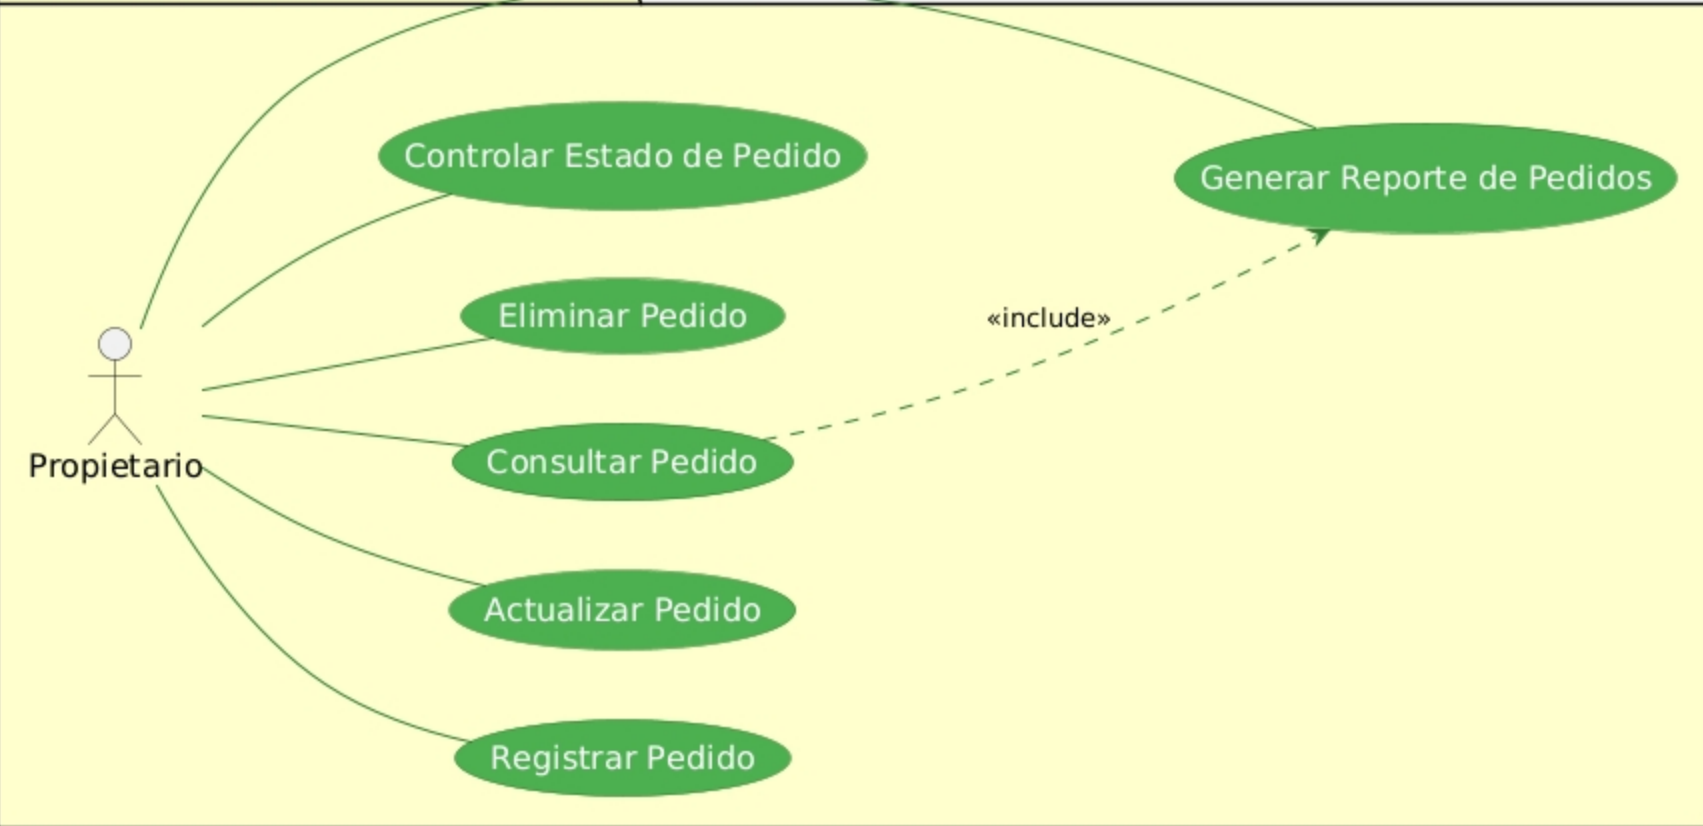 Controlar Estado de Pedido
Generar Reporte de Pedidos
Eliminar Pedido
«include»
Consultar Pedido
Propietario
Actualizar Pedido
Registrar Pedido